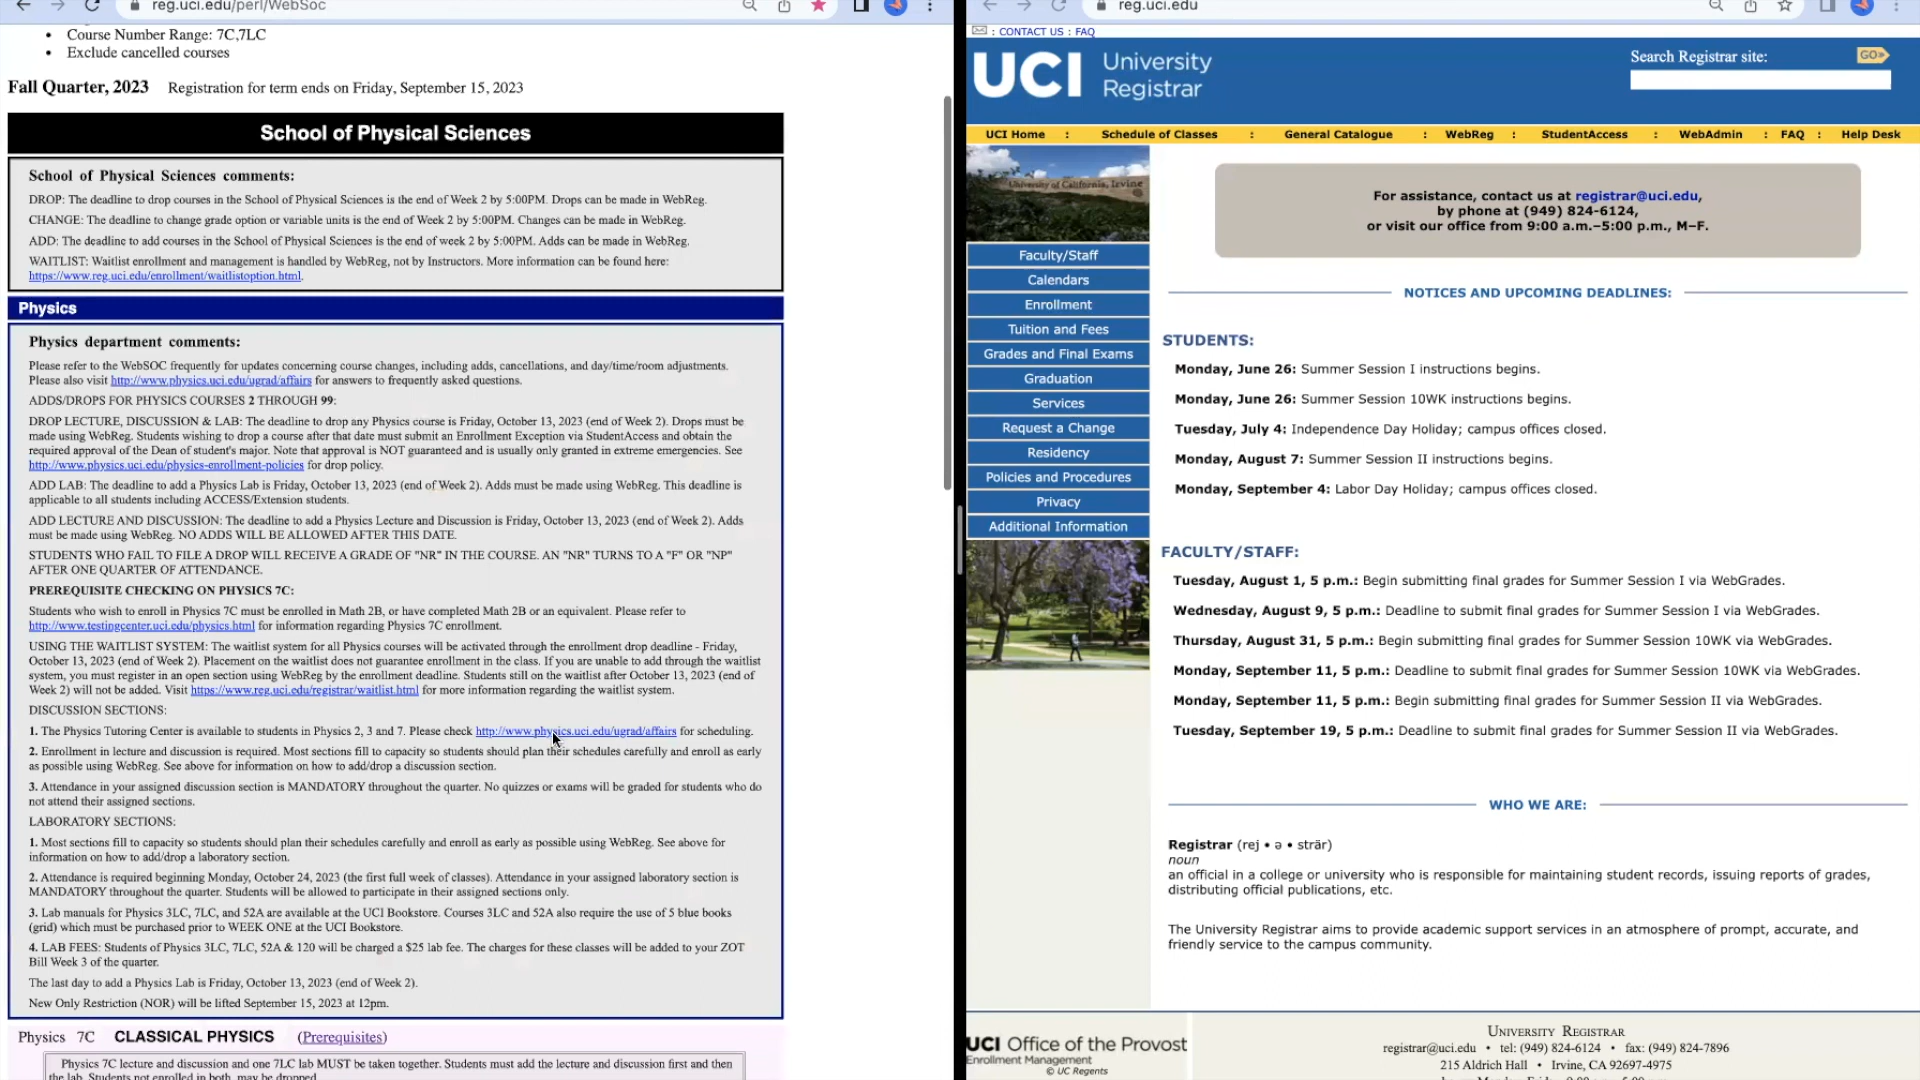 reg.uci.edu/perl/WebSoc
• Course Number Range: 7C,7LC
• Exclude cancelled courses
Fall Quarter, 2023 Registration for term ends on Friday, September 15, 2023
School of Physical Sciences
School of Physical Sciences comments:
DROP: The deadline to drop courses in the School of Physical Sciences is the end of Week 2 by 5:00PM. Drops can be made in WebReg.
CHANGE: The deadline to change grade option or variable units is the end of Week 2 by 5:00PM. Changes can be made in WebReg.
ADD: The deadline to add courses in the School of Physical Sciences is the end of week 2 by 5:00PM. Adds can be made in WebReg.
WAITLIST: Waitlist enrollment and management is handled by WebReg, not by Instructors. More information can be found here:
https://www.reg.uci.edu/enrollment/waitlistoption.html.
Physics
Physics department comments:
Please refer to the WebSOC frequently for updates concerning course changes, including adds, cancellations, and day/time/room adjustments.
Please also visit http://www.physics.uci.edu/ugrad/affairs for answers to frequently asked questions.
ADDS/DROPS FOR PHYSICS COURSES 2 THROUGH 99:
DROP LECTURE, DISCUSSION & LAB: The deadline to drop any Physics course is Friday, October 13, 2023 (end of Week 2). Drops must be
made using WebReg. Students wishing to drop a course after that date must submit an Enrollment Exception via StudentAccess and obtain the
required approval of the Dean of student's major. Note that approval is NOT guaranteed and is usually only granted in extreme emergencies. See
http://www.physics.uci.edu/physics-enrollment-policies for drop policy.
ADD LAB: The deadline to add a Physics Lab is Friday, October 13, 2023 (end of Week 2). Adds must be made using WebReg. This deadline is
applicable to all students including ACCESS/Extension students.
ADD LECTURE AND DISCUSSION: The deadline to add a Physics Lecture and Discussion is Friday, October 13, 2023 (end of Week 2). Adds
must be made using WebReg. NO ADDS WILL BE ALLOWED AFTER THIS DATE.
STUDENTS WHO FAIL TO FILE A DROP WILL RECEIVE A GRADE OF "NR" IN THE COURSE. AN "NR" TURNS TO A "F" OR "NP"
AFTER ONE QUARTER OF ATTENDANCE.
PREREQUISITE CHECKING ON PHYSICS 7C:
Students who wish to enroll in Physics 7C must be enrolled in Math 2B, or have completed Math 2B or an equivalent. Please refer to
http://www.testingcenter.uci.edu/physics.html for information regarding Physics 7C enrollment.
USING THE WAITLIST SYSTEM: The waitlist system for all Physics courses will be activated through the enrollment drop deadline - Friday,
October 13, 2023 (end of Week 2). Placement on the waitlist does not guarantee enrollment in the class. If you are unable to add through the waitlist
system, you must register in an open section using WebReg by the enrollment deadline. Students still on the waitlist after October 13, 2023 (end of
Week 2) will not be added. Visit https://www.reg.uci.edu/registrar/waitlist.html for more information regarding the waitlist system.
DISCUSSION SECTIONS:
1. The Physics Tutoring Center is available to students in Physics 2, 3 and 7. Please check http://www.physics.uci.edu/ugrad/affairs for scheduling.
2. Enrollment in lecture and discussion is required. Most sections fill to capacity so students should plan their schedules carefully and enroll as early
as possible using WebReg. See above for information on how to add/drop a discussion section.
3. Attendance in your assigned discussion section is MANDATORY throughout the quarter. No quizzes or exams will be graded for students who do
not attend their assigned sections.
LABORATORY SECTIONS:
1. Most sections fill to capacity so students should plan their schedules carefully and enroll as early as possible using WebReg. See above for
information on how to add/drop a laboratory section.
2. Attendance is required beginning Monday, October 24, 2023 (the first full week of classes). Attendance in your assigned laboratory section is
MANDATORY throughout the quarter. Students will be allowed to participate in their assigned sections only.
3. Lab manuals for Physics 3LC, 7LC, and 52A are available at the UCI Bookstore. Courses 3LC and 52A also require the use of 5 blue books
(grid) which must be purchased prior to WEEK ONE at the UCI Bookstore.
4. LAB FEES: Students of Physics 3LC, 7LC, 52A & 120 will be charged a $25 lab fee. The charges for these classes will be added to your ZOT
Bill Week 3 of the quarter.
The last day to add a Physics Lab is Friday, October 13, 2023 (end of Week 2).
New Only Restriction (NOR) will be lifted September 15, 2023 at 12pm.
Physics 7C CLASSICAL PHYSICS (Prerequisites)
Physics 7C lecture and discussion and one 7LC lab MUST be taken together. Students must add the lecture and discussion first and then
the lab. Students not enrolled in both, may be dropped.
reg.uci.edu
: CONTACT US : FAQ
UCI University
Registrar
Search Registrar site:
GO
UCI Home : Schedule of Classes : General Catalogue : WebReg : StudentAccess : WebAdmin : FAQ : Help Desk
University of California, Irvine
For assistance, contact us at registrar@uci.edu,
by phone at (949) 824-6124,
or visit our office from 9:00 a.m.–5:00 p.m., M–F.
Faculty/Staff
Calendars
Enrollment
Tuition and Fees
Grades and Final Exams
Graduation
Services
Request a Change
Residency
Policies and Procedures
Privacy
Additional Information
NOTICES AND UPCOMING DEADLINES:
STUDENTS:
Monday, June 26: Summer Session I instructions begins.
Monday, June 26: Summer Session 10WK instructions begins.
Tuesday, July 4: Independence Day Holiday; campus offices closed.
Monday, August 7: Summer Session II instructions begins.
Monday, September 4: Labor Day Holiday; campus offices closed.
FACULTY/STAFF:
Tuesday, August 1, 5 p.m.: Begin submitting final grades for Summer Session I via WebGrades.
Wednesday, August 9, 5 p.m.: Deadline to submit final grades for Summer Session I via WebGrades.
Thursday, August 31, 5 p.m.: Begin submitting final grades for Summer Session 10WK via WebGrades.
Monday, September 11, 5 p.m.: Deadline to submit final grades for Summer Session 10WK via WebGrades.
Monday, September 11, 5 p.m.: Begin submitting final grades for Summer Session II via WebGrades.
Tuesday, September 19, 5 p.m.: Deadline to submit final grades for Summer Session II via WebGrades.
WHO WE ARE:
Registrar (rej • ə • strär)
noun
an official in a college or university who is responsible for maintaining student records, issuing reports of grades,
distributing official publications, etc.
The University Registrar aims to provide academic support services in an atmosphere of prompt, accurate, and
friendly service to the campus community.
UCI Office of the Provost
Enrollment Management
© UC Regents
UNIVERSITY REGISTRAR
registrar@uci.edu • tel: (949) 824-6124 • fax: (949) 824-7896
215 Aldrich Hall • Irvine, CA 92697-4975